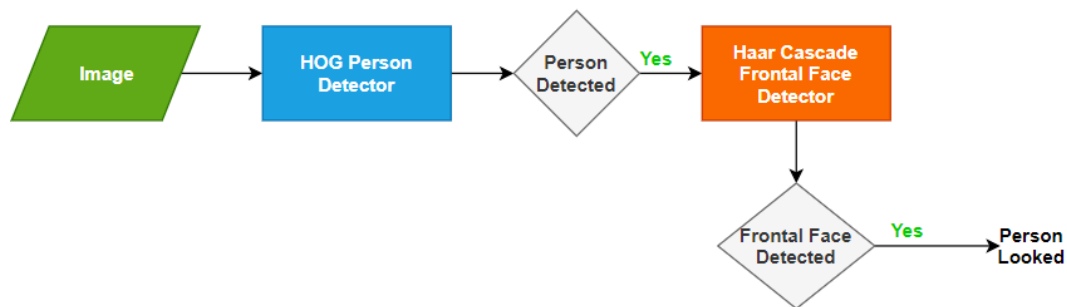 Image
HOG Person
Detector
Person
Detected
Yes
Haar Cascade
Frontal Face
Detector
Frontal Face
Detected
Yes
Person
Looked